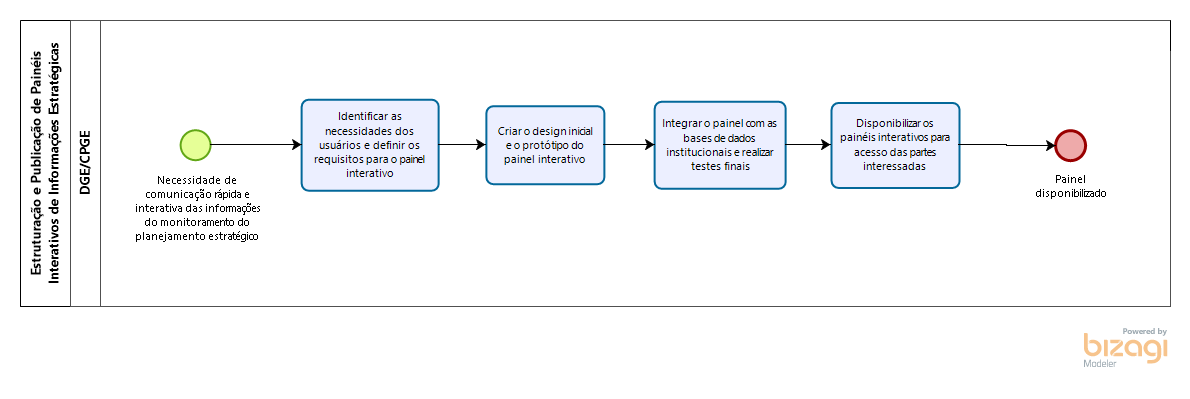 Estruturação e Publicação de Painéis
Interativos de Informações Estratégicas
DGE/CPGE
Necessidade de
comunicação rápida e
interativa das informações
do monitoramento do
planejamento estratégico
Identificar as
necessidades dos
usuários e definir os
requisitos para o painel
interativo
Criar o design inicial
e o protótipo do
painel interativo
Integrar o painel com as
bases de dados
institucionais e realizar
testes finais
Disponibilizar os
painéis interativos para
acesso das partes
interessadas
Painel
disponibilizado
Powered by
bizagi
Modeler